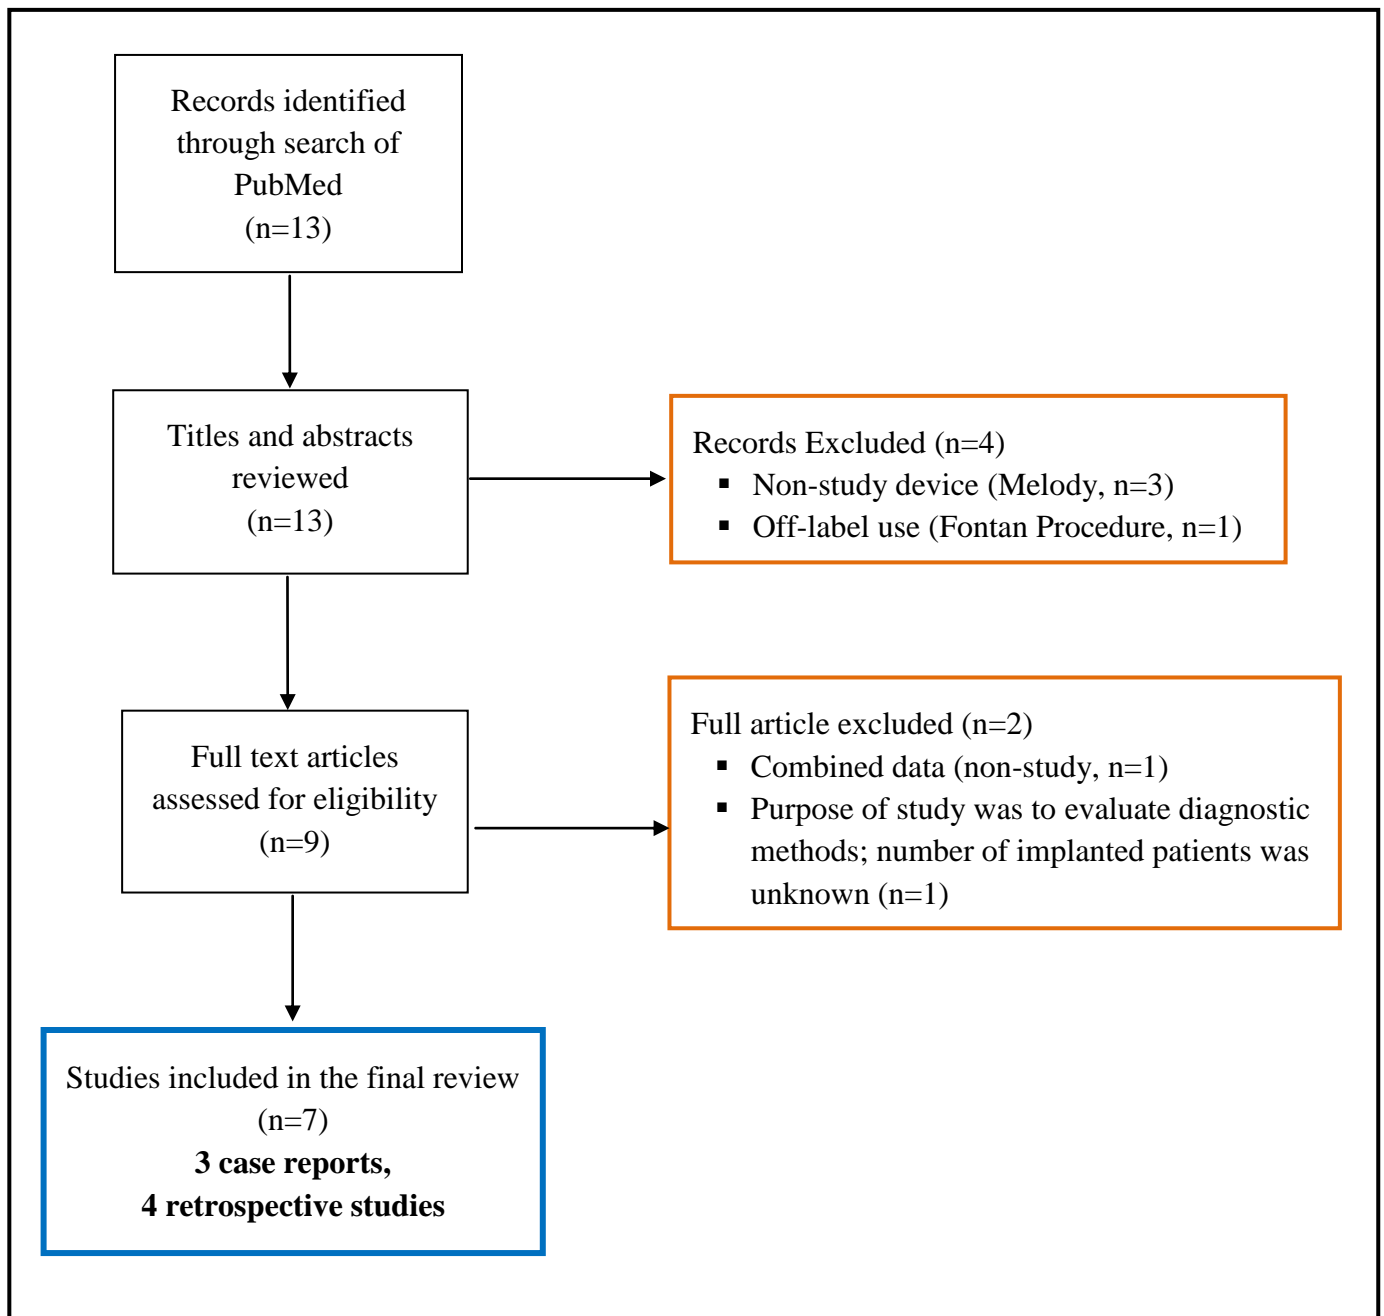 Records identified
through search of
PubMed
(n=13)
Titles and abstracts
reviewed
(n=13)
Records Excluded (n=4)
▪ Non-study device (Melody, n=3)
▪ Off-label use (Fontan Procedure, n=1)
Full text articles
assessed for eligibility
(n=9)
Full article excluded (n=2)
▪ Combined data (non-study, n=1)
▪ Purpose of study was to evaluate diagnostic
methods; number of implanted patients was
unknown (n=1)
Studies included in the final review
(n=7)
3 case reports,
4 retrospective studies